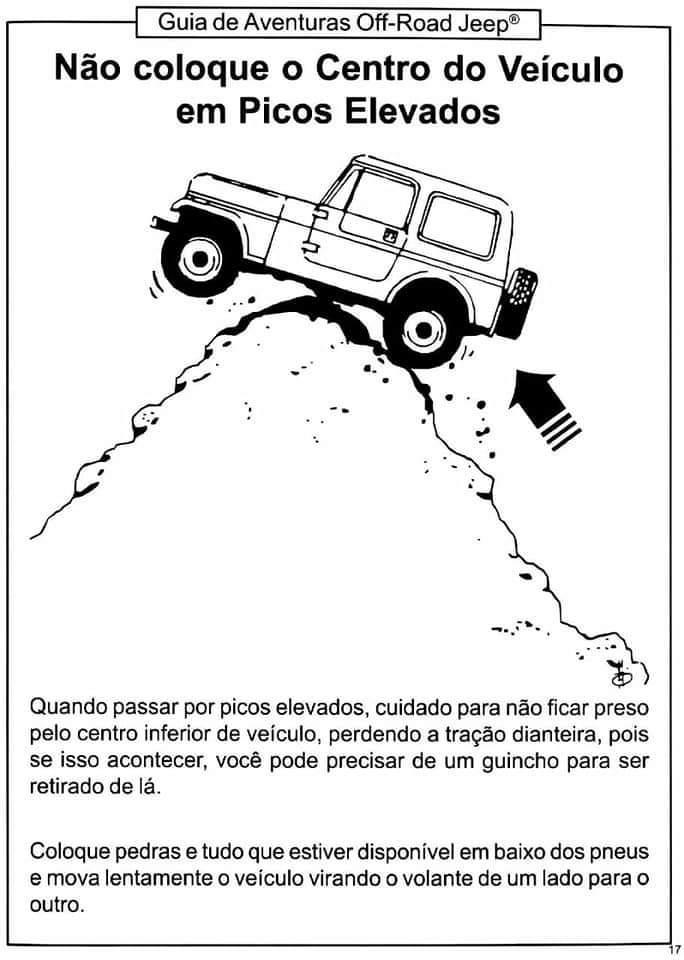 Guia de Aventuras Off-Road Jeep®
Não coloque o Centro do Veículo
em Picos Elevados
Quando passar por picos elevados, cuidado para não ficar preso
pelo centro inferior de veículo, perdendo a tração dianteira, pois
se isso acontecer, você pode precisar de um guincho para ser
retirado de lá.
Coloque pedras e tudo que estiver disponível em baixo dos pneus
e mova lentamente o veículo virando o volante de um lado para o
outro.
17